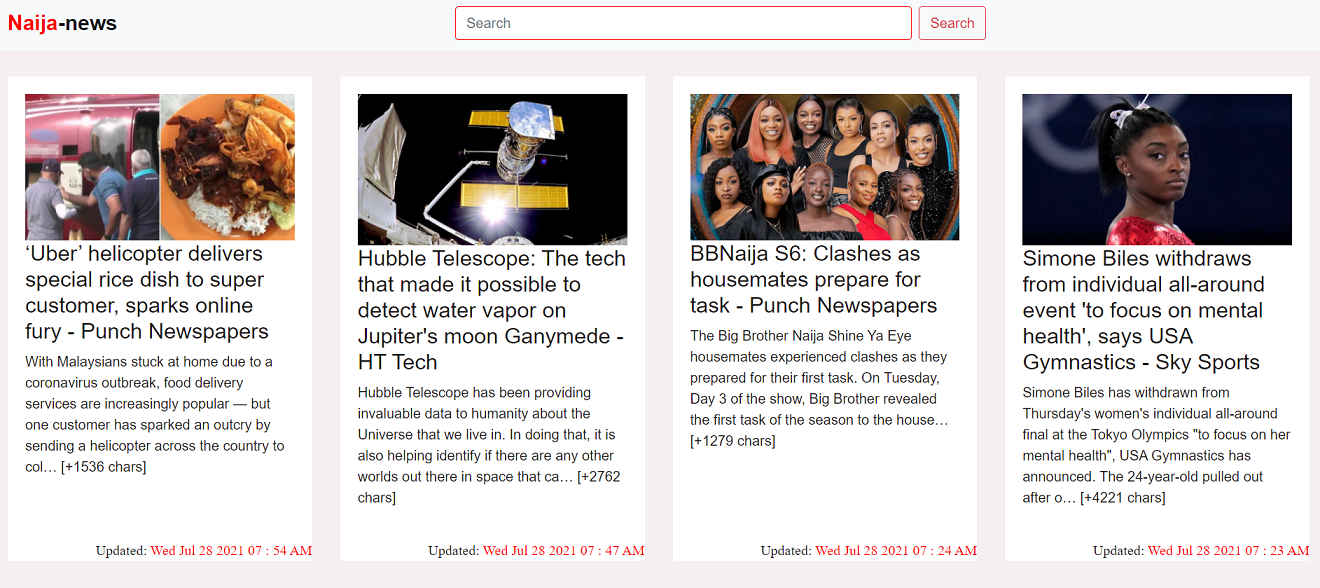 Naija-news
Search
Search
‘Uber’ helicopter delivers
special rice dish to super
customer, sparks online
fury - Punch Newspapers
With Malaysians stuck at home due to a
coronavirus outbreak, food delivery
services are increasingly popular — but
one customer has sparked an outcry by
sending a helicopter across the country to
col… [+1536 chars]
Updated: Wed Jul 28 2021 07 : 54 AM
Hubble Telescope: The tech
that made it possible to
detect water vapor on
Jupiter's moon Ganymede -
HT Tech
Hubble Telescope has been providing
invaluable data to humanity about the
Universe that we live in. In doing that, it is
also helping identify if there are any other
worlds out there in space that ca… [+2762
chars]
Updated: Wed Jul 28 2021 07 : 47 AM
BBNaija S6: Clashes as
housemates prepare for
task - Punch Newspapers
The Big Brother Naija Shine Ya Eye
housemates experienced clashes as they
prepared for their first task. On Tuesday,
Day 3 of the show, Big Brother revealed
the first task of the season to the house…
[+1279 chars]
Updated: Wed Jul 28 2021 07 : 24 AM
Simone Biles withdraws
from individual all-around
event 'to focus on mental
health', says USA
Gymnastics - Sky Sports
Simone Biles has withdrawn from
Thursday's women's individual all-around
final at the Tokyo Olympics "to focus on her
mental health", USA Gymnastics has
announced. The 24-year-old pulled out
after o… [+4221 chars]
Updated: Wed Jul 28 2021 07 : 23 AM